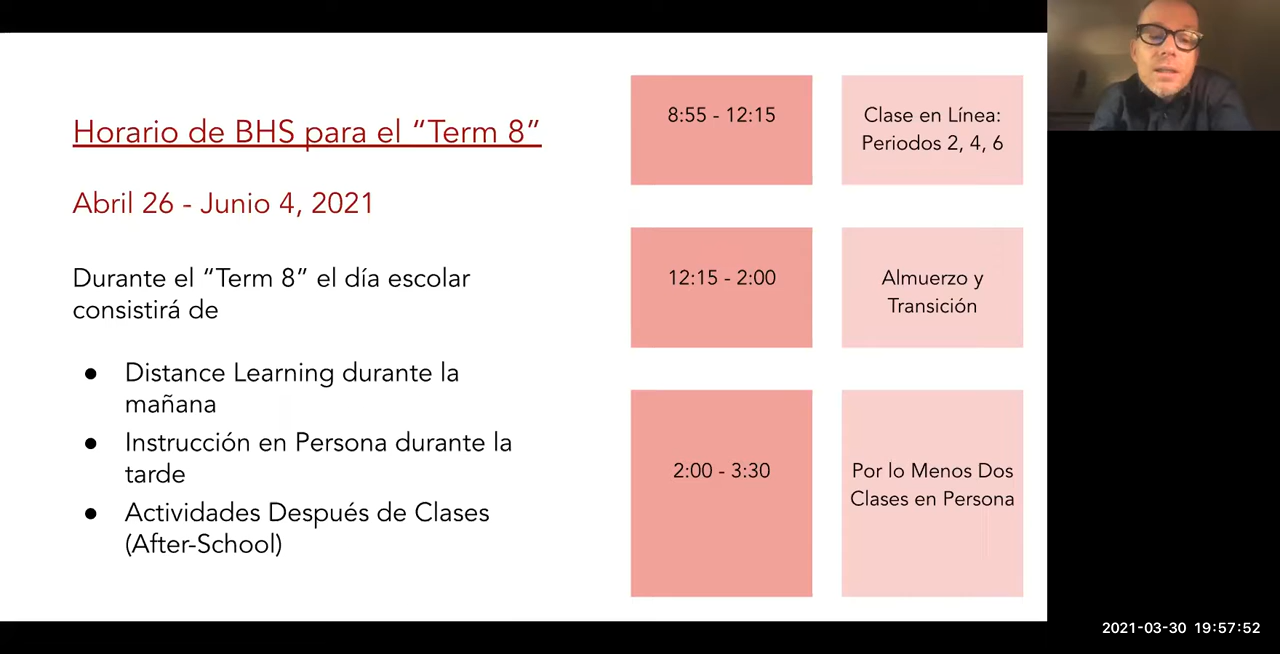 Horario de BHS para el “Term 8”
Abril 26 - Junio 4, 2021
Durante el “Term 8” el día escolar
consistirá de
● Distance Learning durante la
mañana
● Instrucción en Persona durante la
tarde
● Actividades Después de Clases
(After-School)
8:55 - 12:15
Clase en Línea:
Periodos 2, 4, 6
12:15 - 2:00
Almuerzo y
Transición
2:00 - 3:30
Por lo Menos Dos
Clases en Persona
2021-03-30 19:57:52